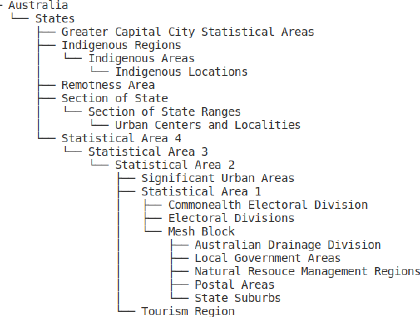 Australia
States
Greater Capital City Statistical Areas
Indigenous Regions
Indigenous Areas
Indigenous Locations
Remotness Area
Section of State
Section of State Ranges
Urban Centers and Localities
Statistical Area 4
Statistical Area 3
Statistical Area 2
Significant Urban Areas
Statistical Area 1
Commonealth Electoral Division
Electoral Divisions
Mesh Block
Australian Drainage Division
Local Government Areas
Natural Resouce Management Regions
Postal Areas
State Suburbs
Tourism Region